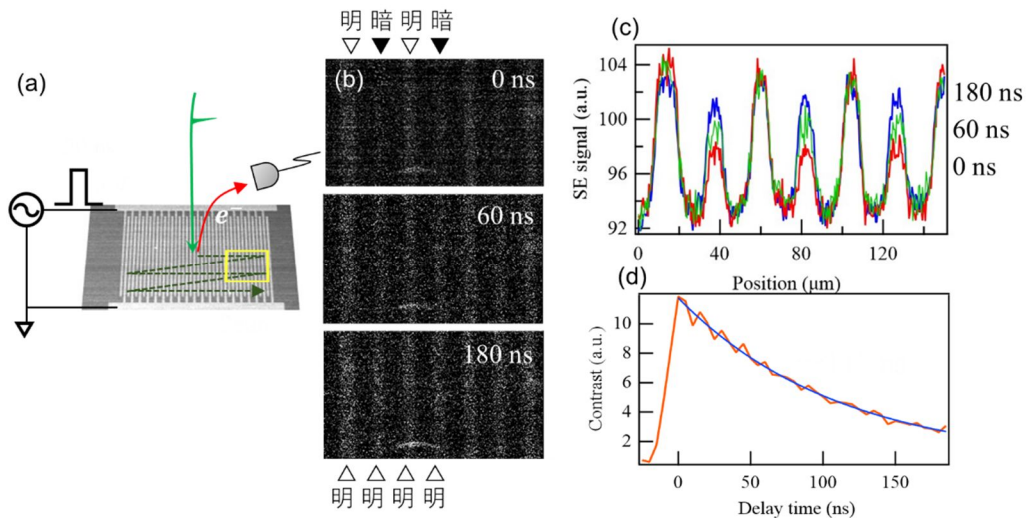 (a)
e⁻
明 暗 明 暗
(b)
0 ns
60 ns
180 ns
明 明 明 明
(c)
SE signal (a.u.)
104
100
96
92
0 40 80 120
Position (μm)
180 ns
60 ns
0 ns
(d)
Contrast (a.u.)
10
8
6
4
2
0 50 100 150
Delay time (ns)